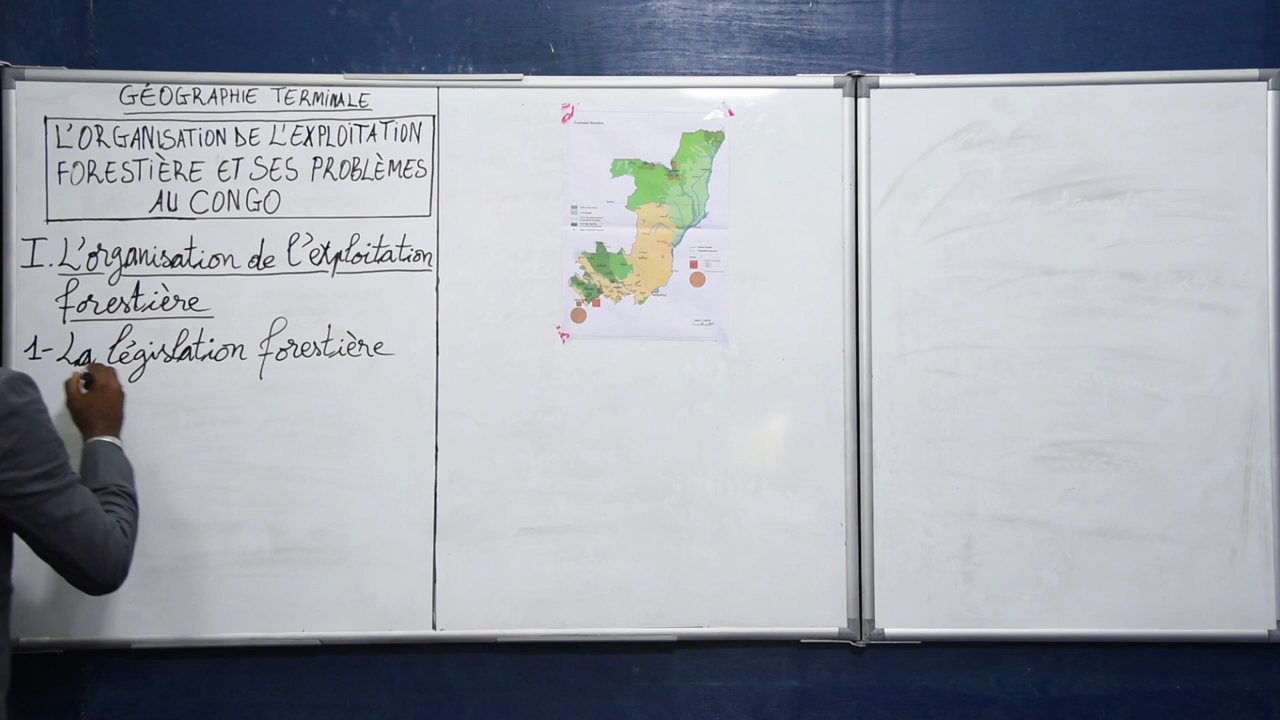 GÉOGRAPHIE TERMINALE
L'ORGANISATION DE L'EXPLOITATION
FORESTIÈRE ET SES PROBLÈMES
AU CONGO
I. L'organisation de l'exploitation
forestière
1- La législation forestière